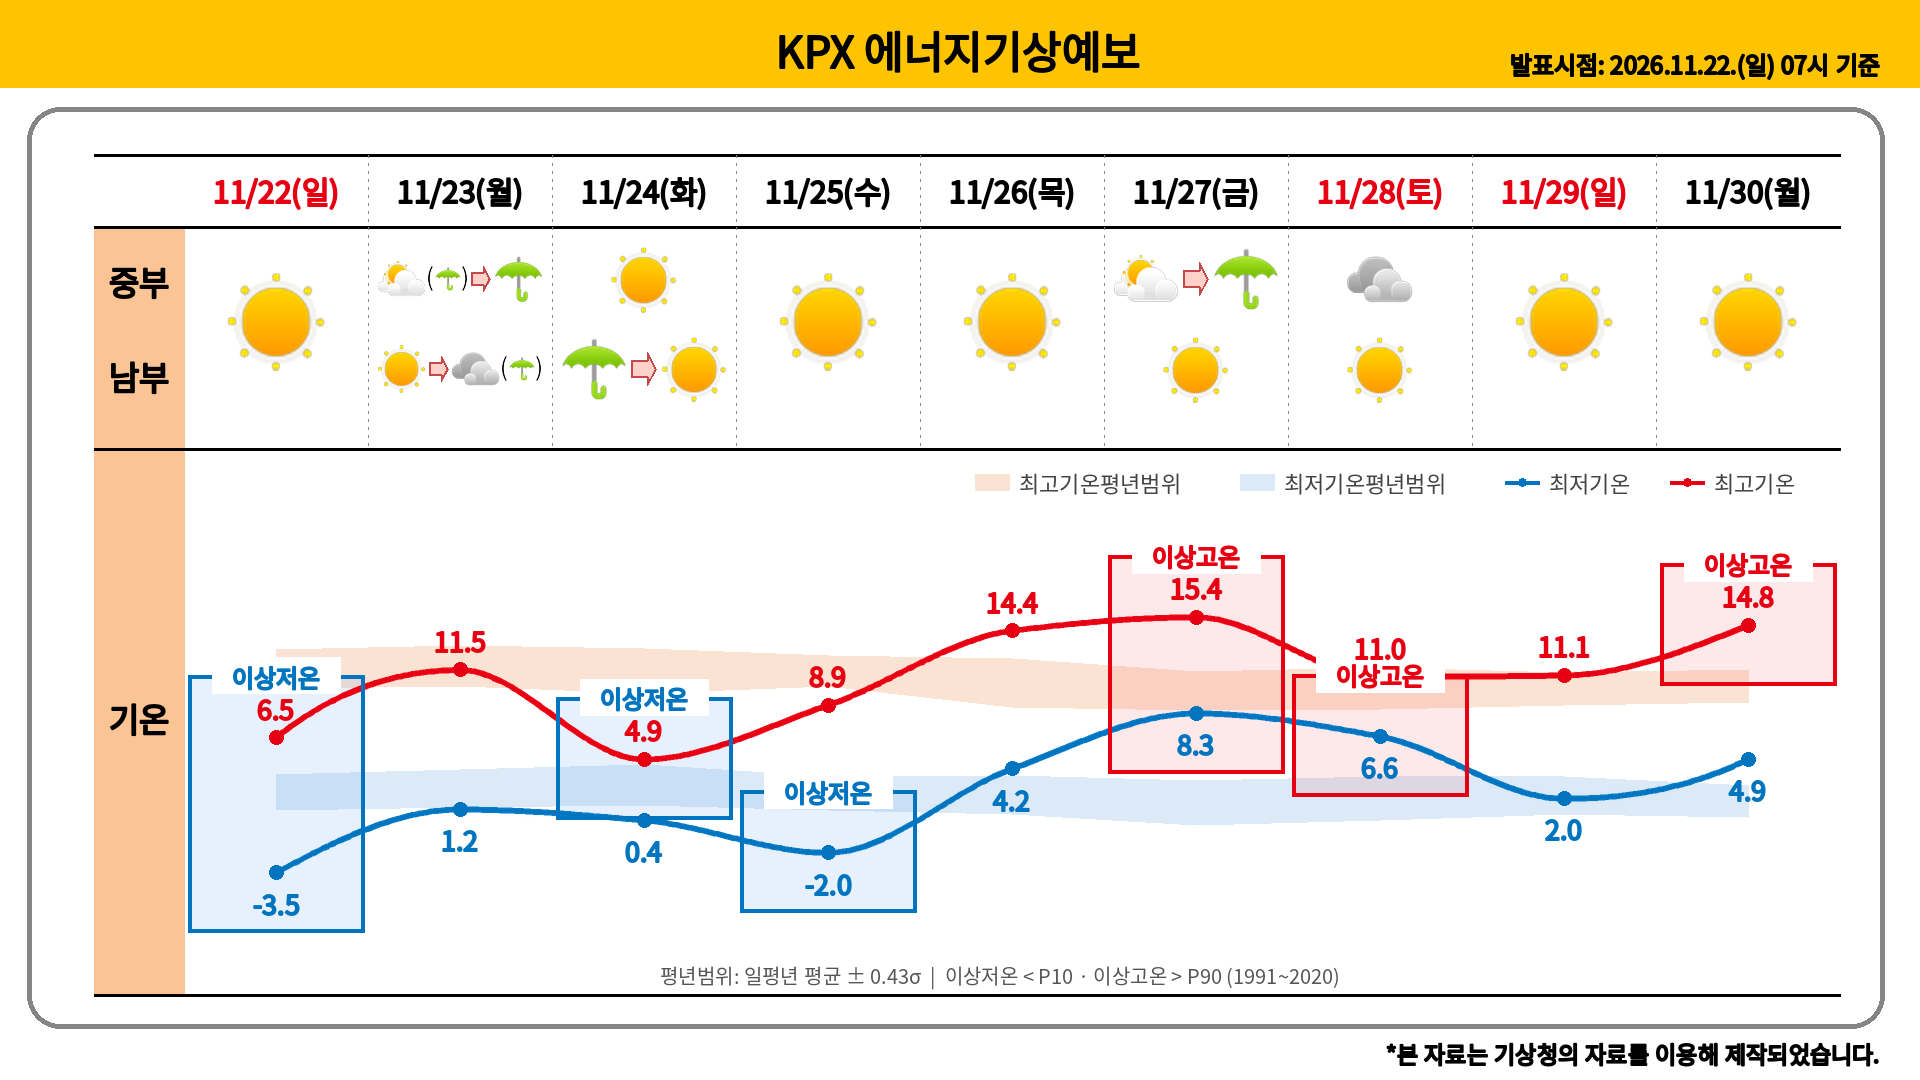 KPX 에너지기상예보
발표시점: 2026.11.22.(일) 07시 기준
11/22(일) 11/23(월) 11/24(화) 11/25(수) 11/26(목) 11/27(금) 11/28(토) 11/29(일) 11/30(월)
중부
( )
남부
( )
최고기온평년범위 최저기온평년범위 최저기온 최고기온
기온
이상저온
6.5
-3.5
11.5
1.2
이상저온
4.9
0.4
8.9
이상저온
-2.0
14.4
4.2
이상고온
15.4
8.3
11.0
이상고온
6.6
11.1
2.0
이상고온
14.8
4.9
평년범위: 일평년 평균 ± 0.43σ | 이상저온 < P10 · 이상고온 > P90 (1991~2020)
*본 자료는 기상청의 자료를 이용해 제작되었습니다.